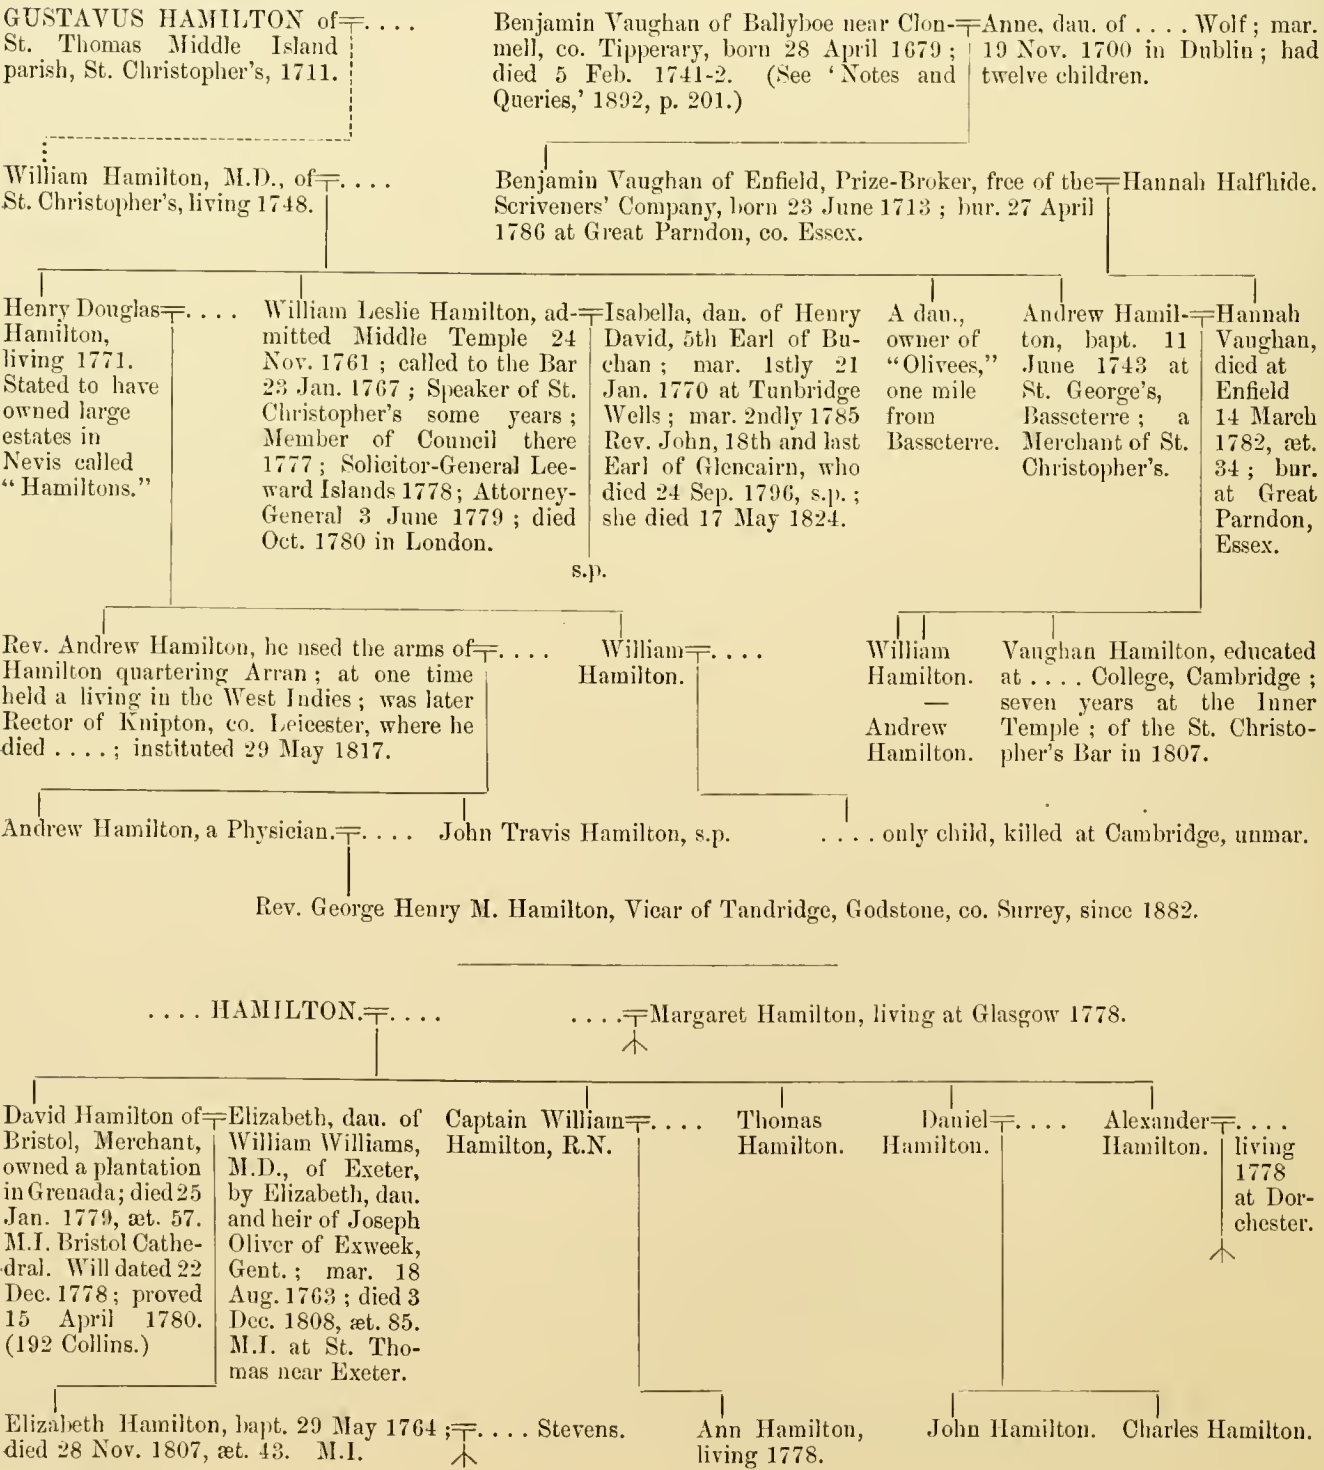 GUSTAVUS HAMILTON of=. . . .
St. Thomas Middle Island
parish, St. Christopher's, 1711.
Benjamin Vaughan of Ballyboe near Clon-
mell, co. Tipperary, born 28 April 1679 ;
died 5 Feb. 1741-2. (See ‘Notes and
Queries,’ 1892, p. 201.)
=Anne, dau. of . . . . Wolf ; mar.
19 Nov. 1700 in Dublin ; had
twelve children.
William Hamilton, M.D., of=. . . .
St. Christopher's, living 1748.
Benjamin Vaughan of Enfield, Prize-Broker, free of the=Hannah Halfhide.
Scriveners' Company, born 23 June 1713 ; bur. 27 April
1786 at Great Parndon, co. Essex.
Henry Douglas=. . . .
Hamilton,
living 1771.
Stated to have
owned large
estates in
Nevis called
“Hamiltons.”
William Leslie Hamilton, ad-
mitted Middle Temple 24
Nov. 1761 ; called to the Bar
23 Jan. 1767 ; Speaker of St.
Christopher's some years ;
Member of Council there
1777 ; Solicitor-General Lee-
ward Islands 1778 ; Attorney-
General 3 June 1779 ; died
Oct. 1780 in London.
=Isabella, dau. of Henry
David, 5th Earl of Bu-
chan ; mar. 1stly 21
Jan. 1770 at Tunbridge
Wells ; mar. 2ndly 1785
Rev. John, 18th and last
Earl of Glencairn, who
died 24 Sep. 1796, s.p. ;
she died 17 May 1824.
s.p.
A dau.,
owner of
“Olivees,”
one mile
from
Basseterre.
Andrew Hamil-
ton, bapt. 11
June 1743 at
St. George's,
Basseterre ; a
Merchant of St.
Christopher's.
=Hannah
Vaughan,
died at
Enfield
14 March
1782, æt.
34 ; bur.
at Great
Parndon,
Essex.
Rev. Andrew Hamilton, he used the arms of=. . . .
Hamilton quartering Arran ; at one time
held a living in the West Indies ; was later
Rector of Knipton, co. Leicester, where he
died . . . . ; instituted 29 May 1817.
William=. . . .
Hamilton.
William
Hamilton.
—
Andrew
Hamilton.
Vaughan Hamilton, educated
at . . . . College, Cambridge ;
seven years at the Inner
Temple ; of the St. Christo-
pher's Bar in 1807.
Andrew Hamilton, a Physician.=. . . .
John Travis Hamilton, s.p.
. . . . only child, killed at Cambridge, unmar.
Rev. George Henry M. Hamilton, Vicar of Tandridge, Godstone, co. Surrey, since 1882.
. . . . HAMILTON.=. . . .
. . . .=Margaret Hamilton, living at Glasgow 1778.
David Hamilton of
Bristol, Merchant,
owned a plantation
in Grenada; died 25
Jan. 1779, æt. 57.
M.I. Bristol Cathe-
dral. Will dated 22
Dec. 1778 ; proved
15 April 1780.
(192 Collins.)
=Elizabeth, dau. of
William Williams,
M.D., of Exeter,
by Elizabeth, dau.
and heir of Joseph
Oliver of Exweek,
Gent. ; mar. 18
Aug. 1763 ; died 3
Dec. 1808, æt. 85.
M.I. at St. Tho-
mas near Exeter.
Captain William=. . . .
Hamilton, R.N.
Thomas
Hamilton.
Daniel=. . . .
Hamilton.
Alexander
Hamilton.
=. . . .
living
1778
at Dor-
chester.
Elizabeth Hamilton, bapt. 29 May 1764 ;=. . . . Stevens.
died 28 Nov. 1807, æt. 43. M.I.
Ann Hamilton,
living 1778.
John Hamilton.
Charles Hamilton.